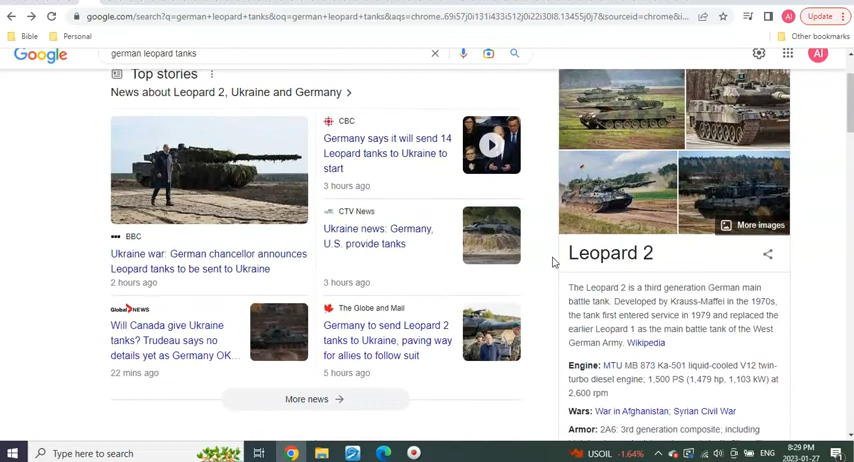 google.com/search?q=german+leopard+tanks&oq=german+leopard+tanks&aqs=chrome..69i57j0i131i433i512j0i22i30l8.13455j0j7&sourceid=chrome&i...
Update
Bible
Personal
Other bookmarks
Google
german leopard tanks
AI
AI
Top stories
News about Leopard 2, Ukraine and Germany
BBC
Ukraine war: German chancellor announces
Leopard tanks to be sent to Ukraine
2 hours ago
CBC
Germany says it will send 14
Leopard tanks to Ukraine to
start
3 hours ago
CTV News
Ukraine news: Germany,
U.S. provide tanks
3 hours ago
Global NEWS
Will Canada give Ukraine
tanks? Trudeau says no
details yet as Germany OK...
22 mins ago
The Globe and Mail
Germany to send Leopard 2
tanks to Ukraine, paving way
for allies to follow suit
5 hours ago
More news
More images
Leopard 2
The Leopard 2 is a third generation German main
battle tank. Developed by Krauss-Maffei in the 1970s,
the tank first entered service in 1979 and replaced the
earlier Leopard 1 as the main battle tank of the West
German Army. Wikipedia
Engine: MTU MB 873 Ka-501 liquid-cooled V12 twin-
turbo diesel engine; 1,500 PS (1,479 hp, 1,103 kW) at
2,600 rpm
Wars: War in Afghanistan; Syrian Civil War
Armor: 2A6: 3rd generation composite, including
Type here to search
USOIL -1.64%
ENG
8:29 PM
2023-01-27